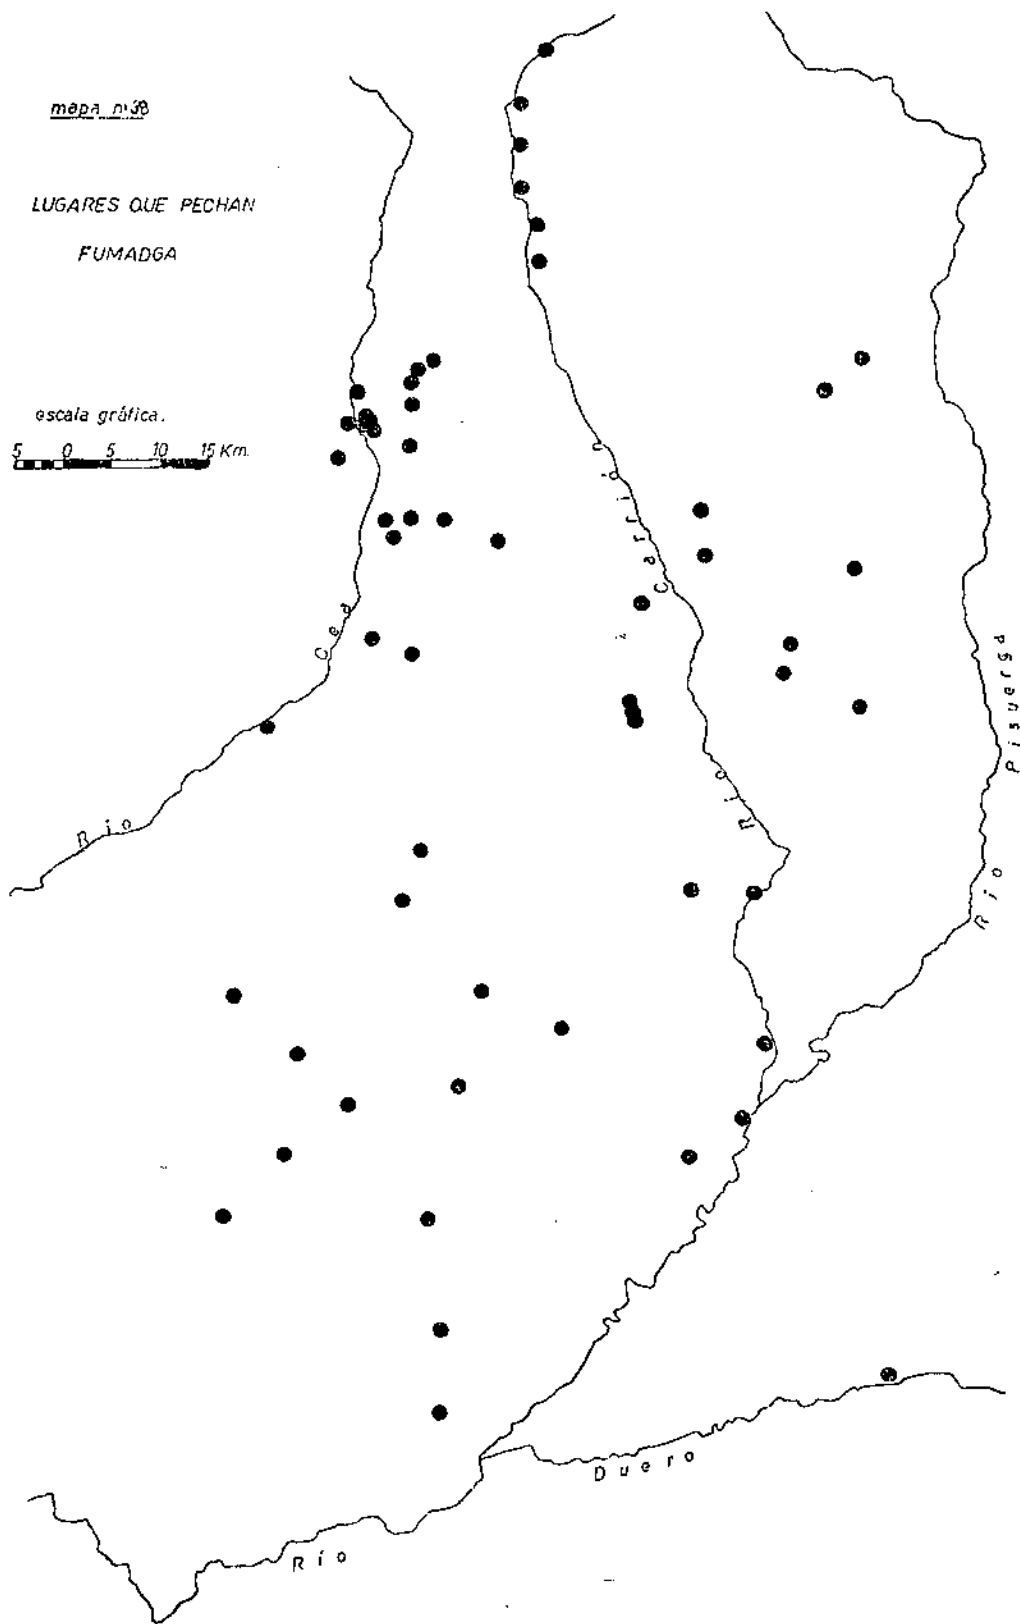 mapa nº38
LUGARES QUE PECHAN
FUMADGA
escala gráfica.
5 0 5 10 15 Km.
Río Cea
Río Carrión
Río Pisuerga
Río Duero